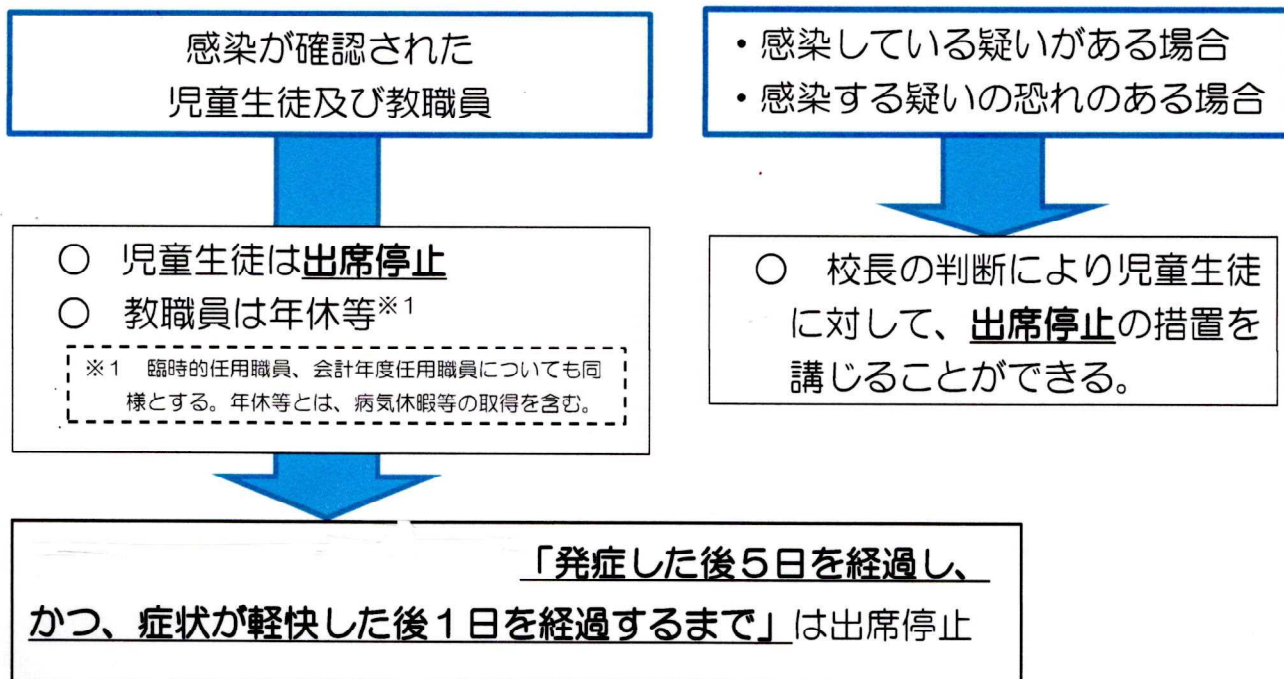 感染が確認された
児童生徒及び教職員
○ 児童生徒は出席停止
○ 教職員は年休等※1
※1 臨時的任用職員、会計年度任用職員についても同
様とする。年休等とは、病気休暇等の取得を含む。
・感染している疑いがある場合
・感染する疑いの恐れのある場合
○ 校長の判断により児童生徒
に対して、出席停止の措置を
講じることができる。
「発症した後５日を経過し、
かつ、症状が軽快した後１日を経過するまで」は出席停止